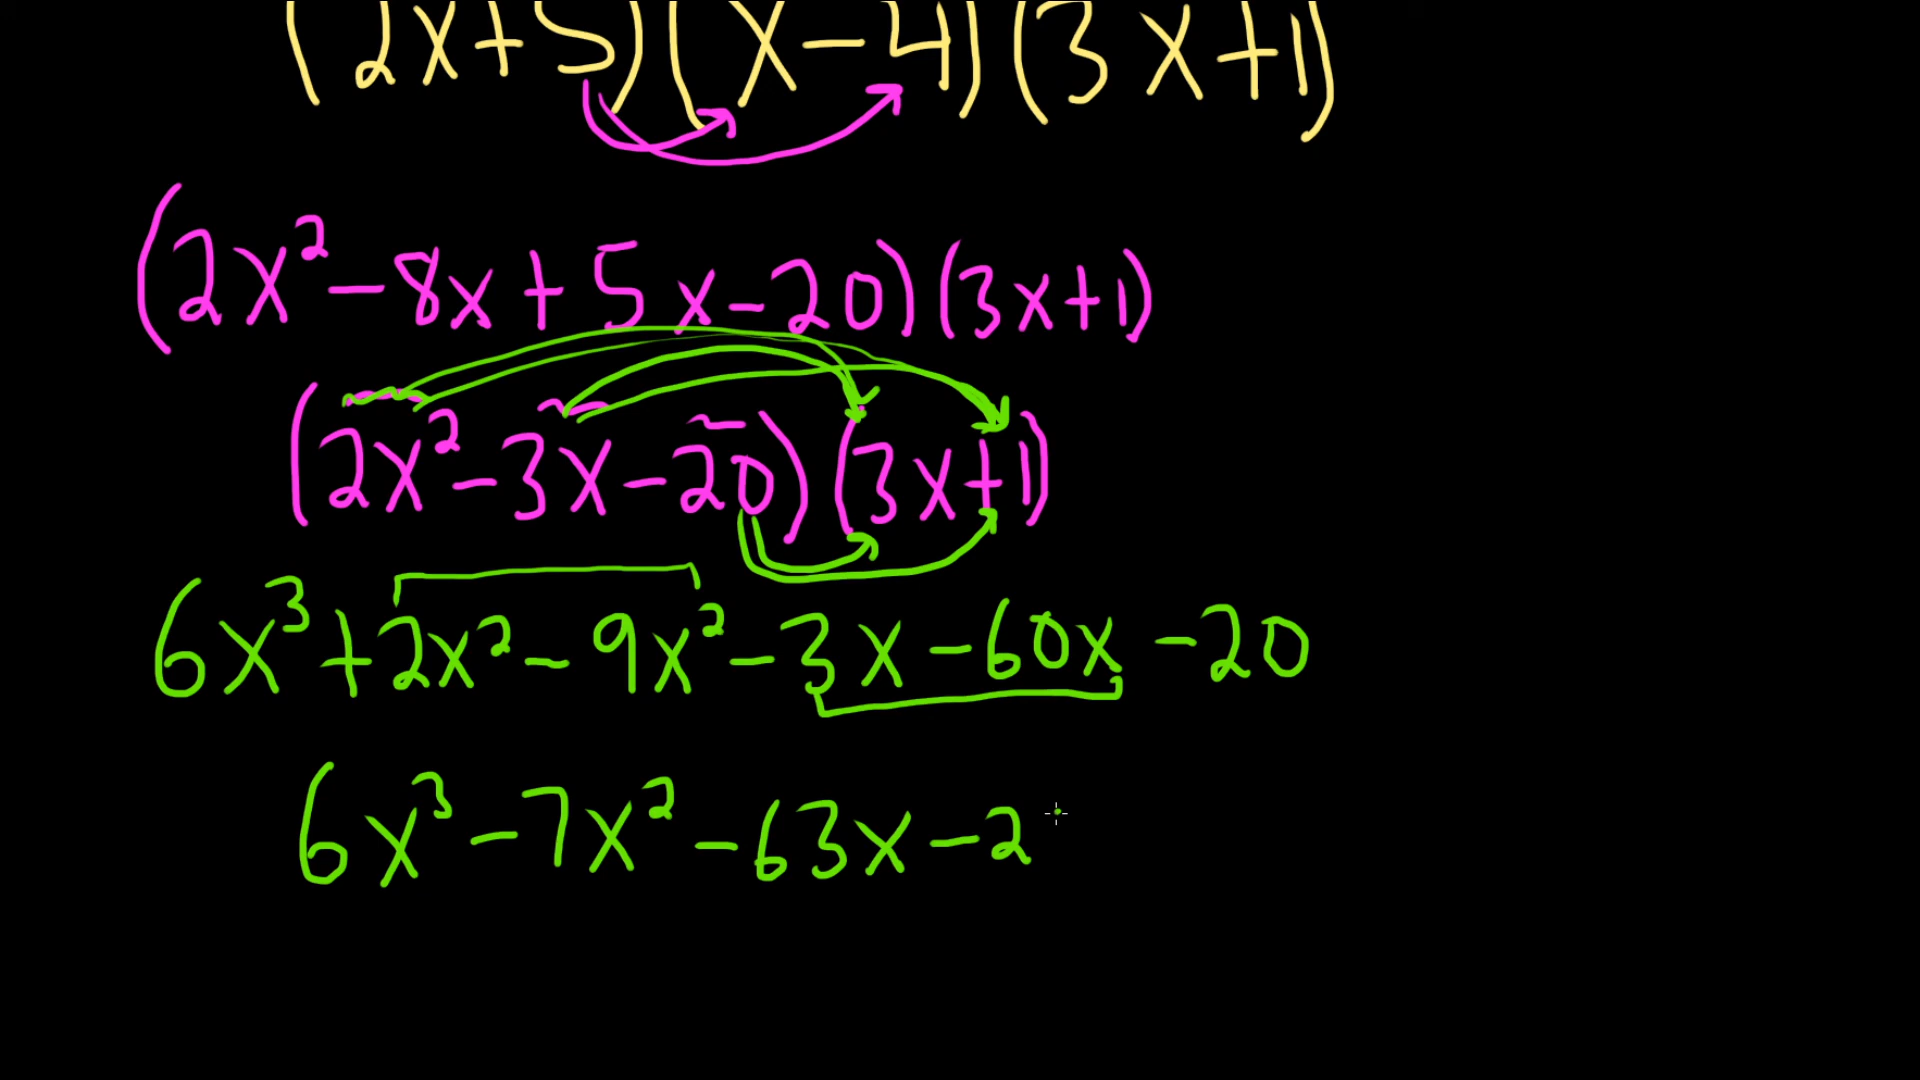 (2x+5)(x-4)(3x+1)
(2x²-8x+5x-20)(3x+1)
(2x²-3x-20)(3x+1)
6x³+2x²-9x²-3x-60x-20
6x³-7x²-63x-2